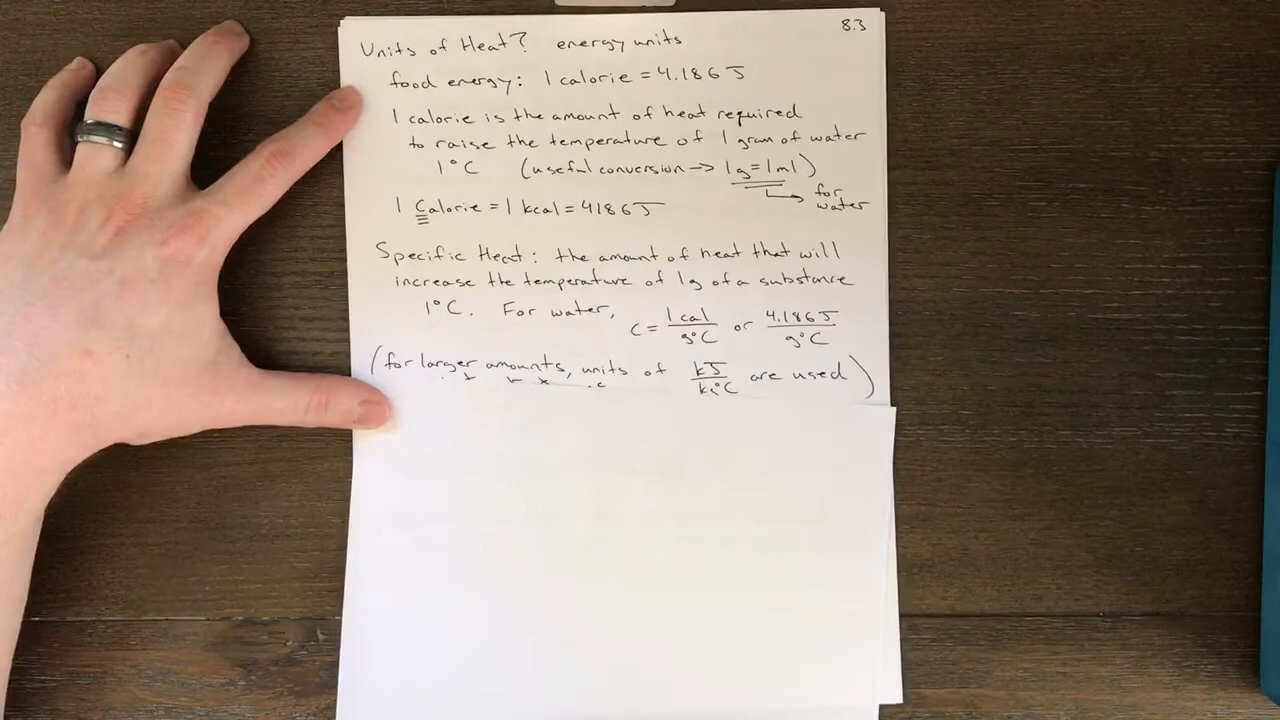 8.3
Units of Heat? energy units
food energy: 1 calorie = 4.186 J
1 calorie is the amount of heat required
to raise the temperature of 1 gram of water
1°C (useful conversion → 1g = 1ml)
for
water
1 Calorie = 1 kcal = 4186 J
Specific Heat: the amount of heat that will
increase the temperature of 1g of a substance
1°C. For water,
c = 1 cal / g°C or 4.186 J / g°C
(for larger amounts, units of kJ / kg°C are used)